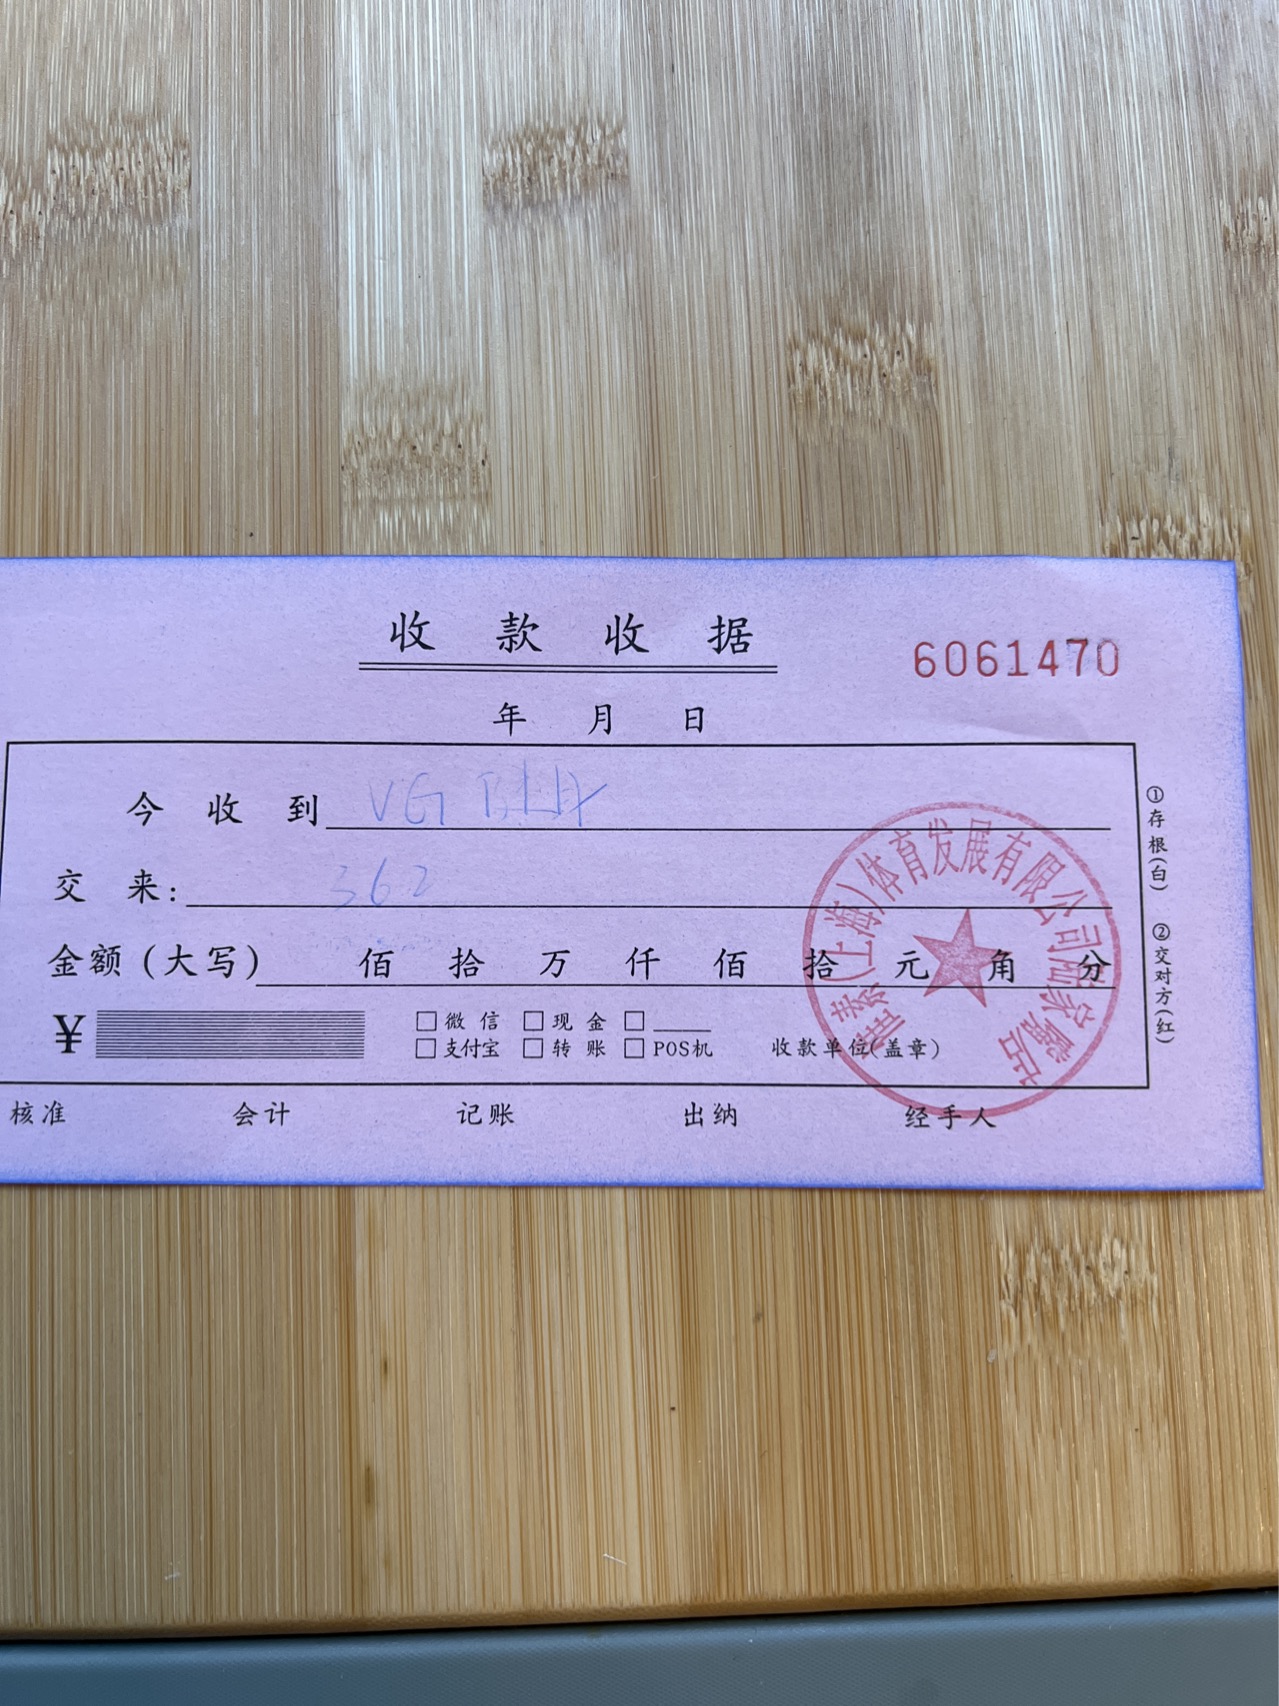 收款收据
6061470
年 月 日
今收到 VG
交来: 362
金额(大写) 佰 拾 万 仟 佰 拾 元 角 分
¥
□微信 □现金 □
□支付宝 □转账 □POS机 收款单位(盖章)
核准 会计 记账 出纳 经手人
①存根(白) ②交对方(红)
(上海)体育发展有限公司